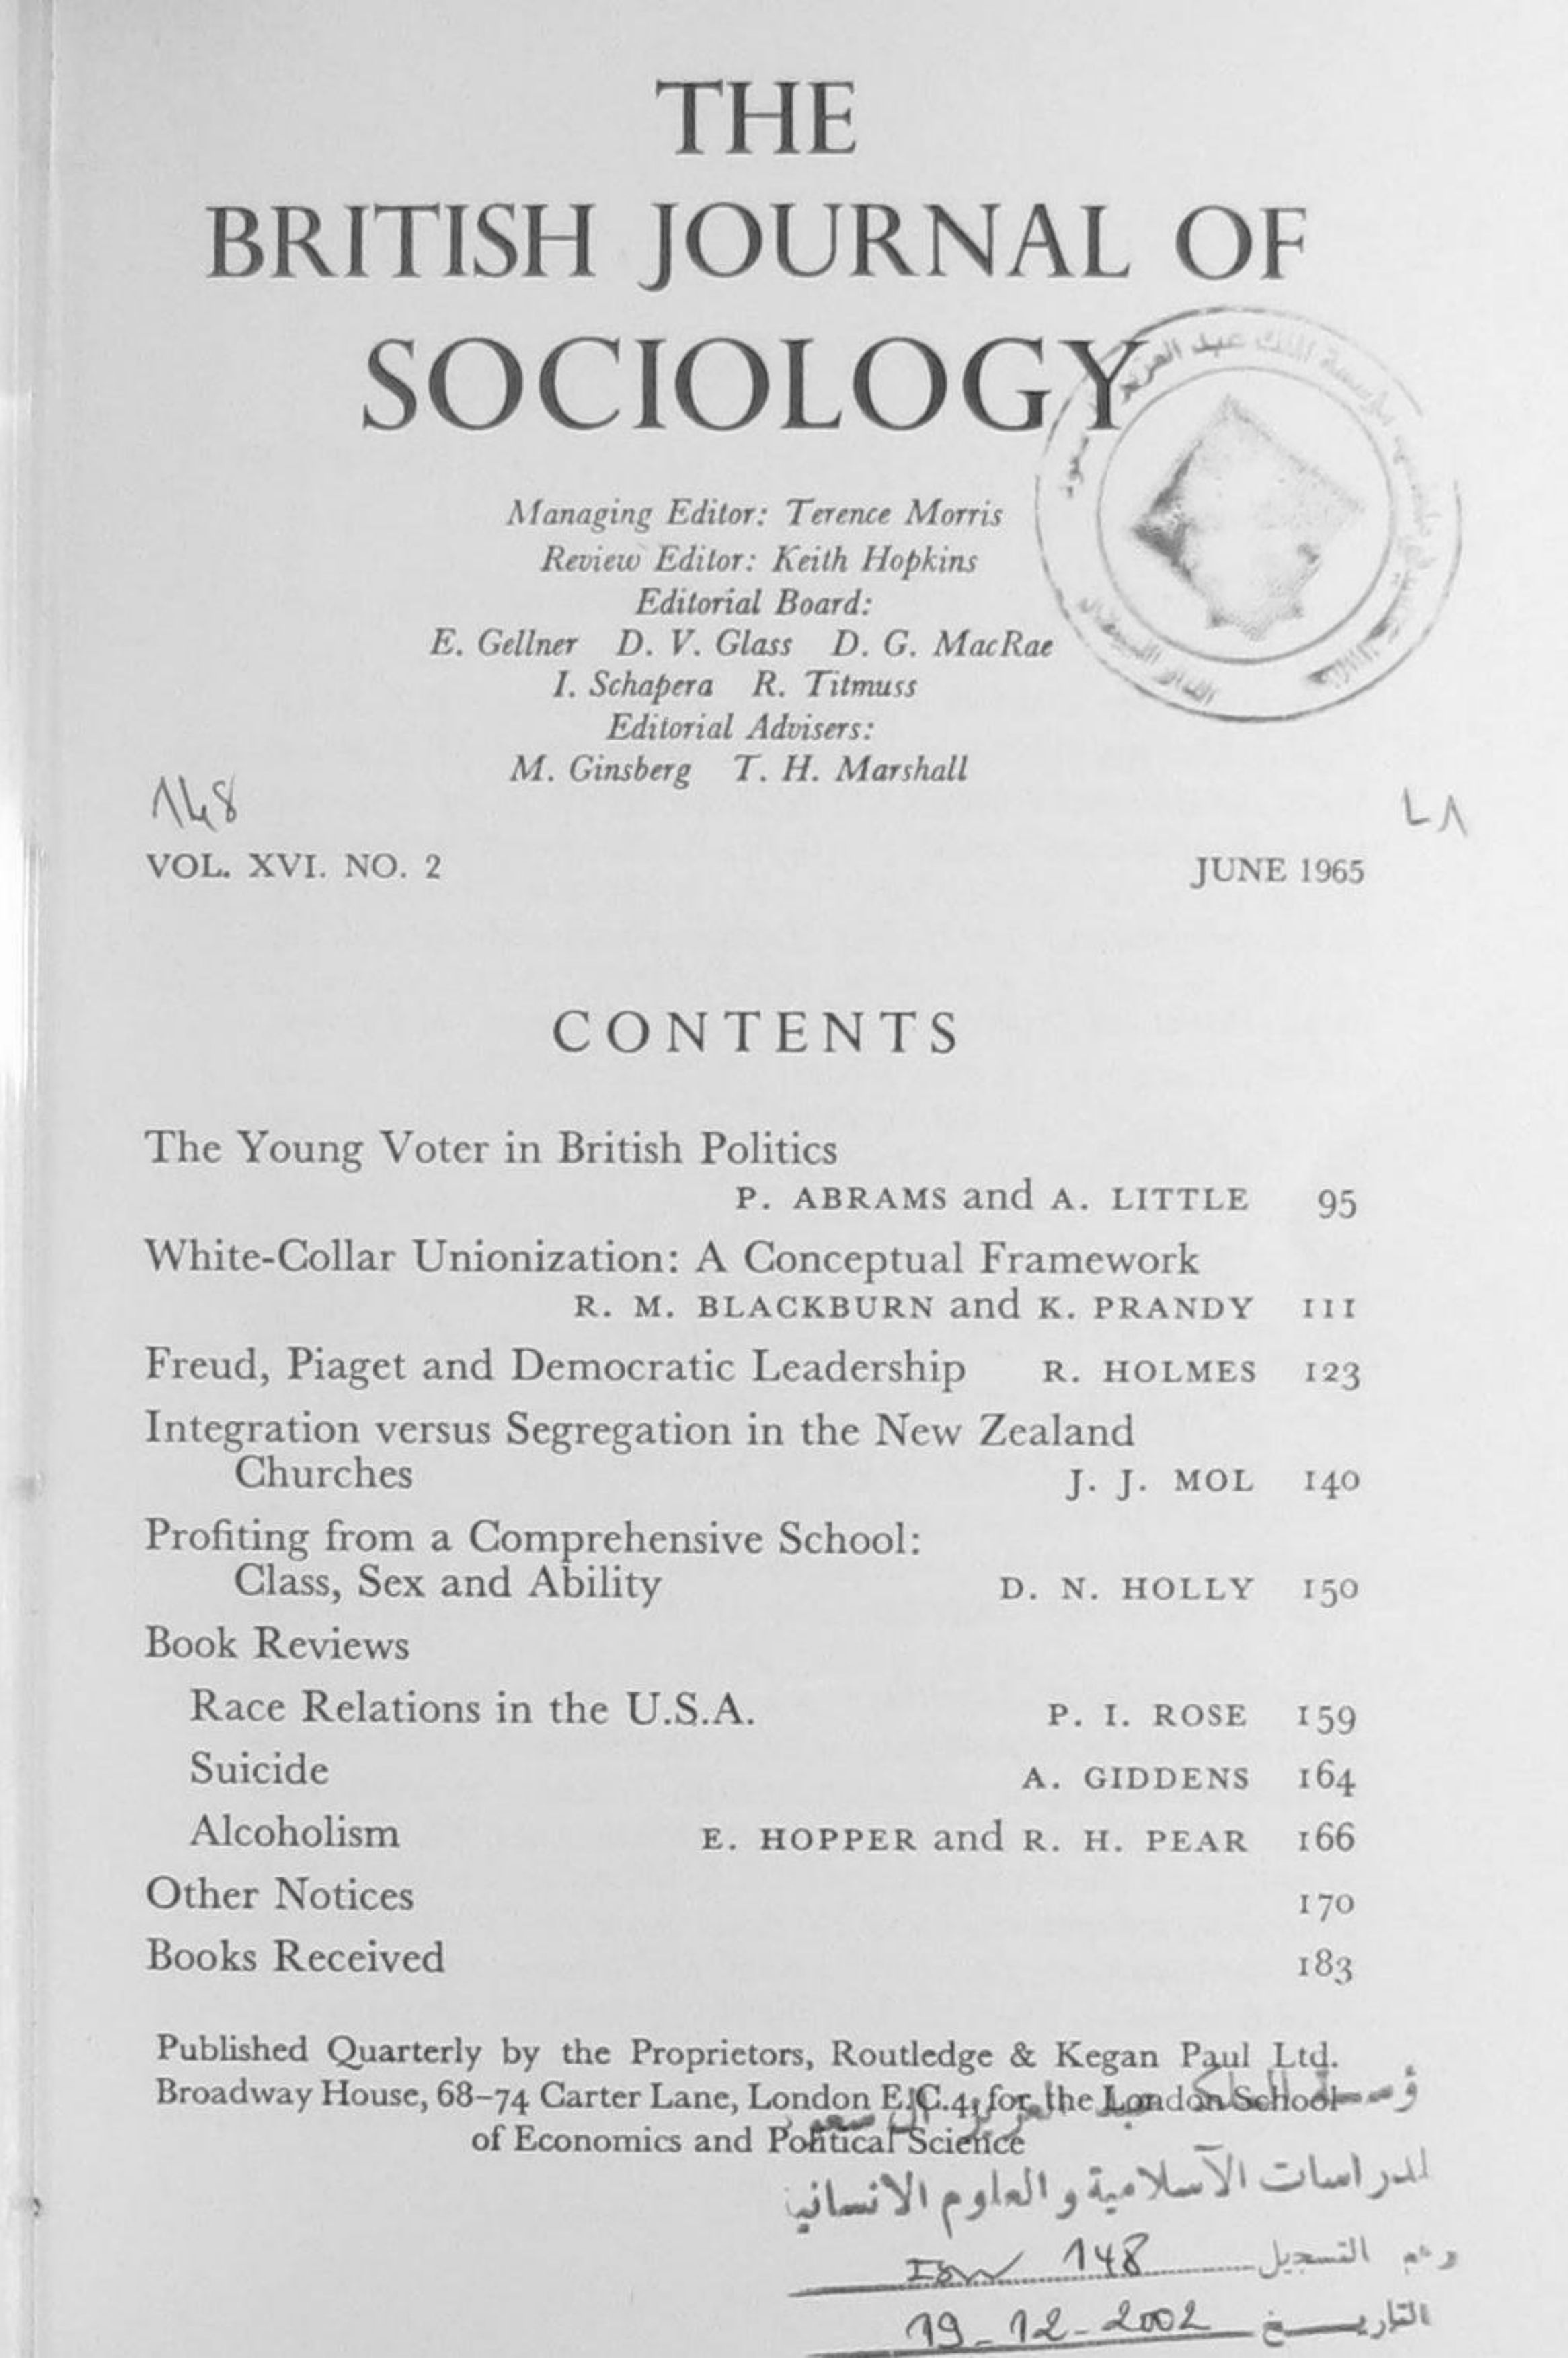 THE
BRITISH JOURNAL OF
SOCIOLOGY
Managing Editor: Terence Morris
Review Editor: Keith Hopkins
Editorial Board:
E. Gellner D. V. Glass D. G. MacRae
I. Schapera R. Titmuss
Editorial Advisers:
M. Ginsberg T. H. Marshall
148
VOL. XVI. NO. 2 JUNE 1965
CONTENTS
The Young Voter in British Politics
P. ABRAMS and A. LITTLE 95
White-Collar Unionization: A Conceptual Framework
R. M. BLACKBURN and K. PRANDY 111
Freud, Piaget and Democratic Leadership R. HOLMES 123
Integration versus Segregation in the New Zealand
Churches J. J. MOL 140
Profiting from a Comprehensive School:
Class, Sex and Ability D. N. HOLLY 150
Book Reviews
Race Relations in the U.S.A. P. I. ROSE 159
Suicide A. GIDDENS 164
Alcoholism E. HOPPER and R. H. PEAR 166
Other Notices 170
Books Received 183
Published Quarterly by the Proprietors, Routledge & Kegan Paul Ltd.
Broadway House, 68–74 Carter Lane, London E.C.4, for the London School
of Economics and Political Science
عبد العزيز آل سعود
للدراسات الآسلامية و العلوم الانسانية
رقم التسجيل 148
التاريخ 19-12-2002